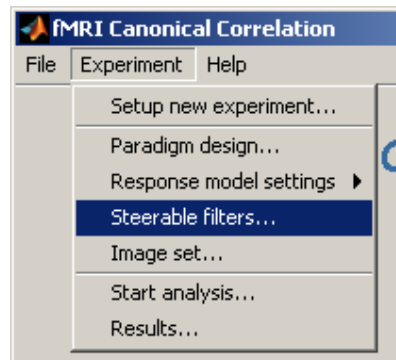 fMRI Canonical Correlation
File Experiment Help
Setup new experiment...
Paradigm design...
Response model settings
Steerable filters...
Image set...
Start analysis...
Results...